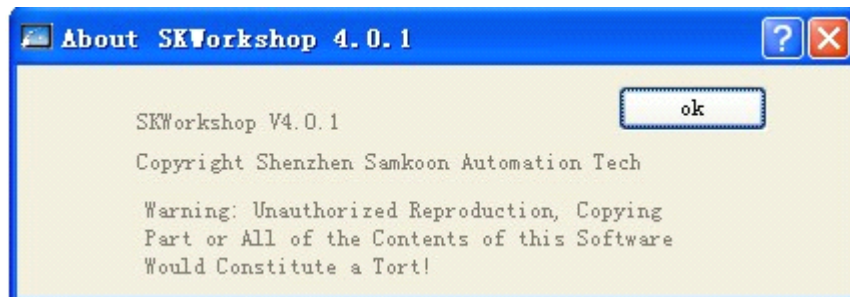 About SKWorkshop 4.0.1
ok
SKWorkshop V4.0.1
Copyright Shenzhen Samkoon Automation Tech
Warning: Unauthorized Reproduction, Copying
Part or All of the Contents of this Software
Would Constitute a Tort!